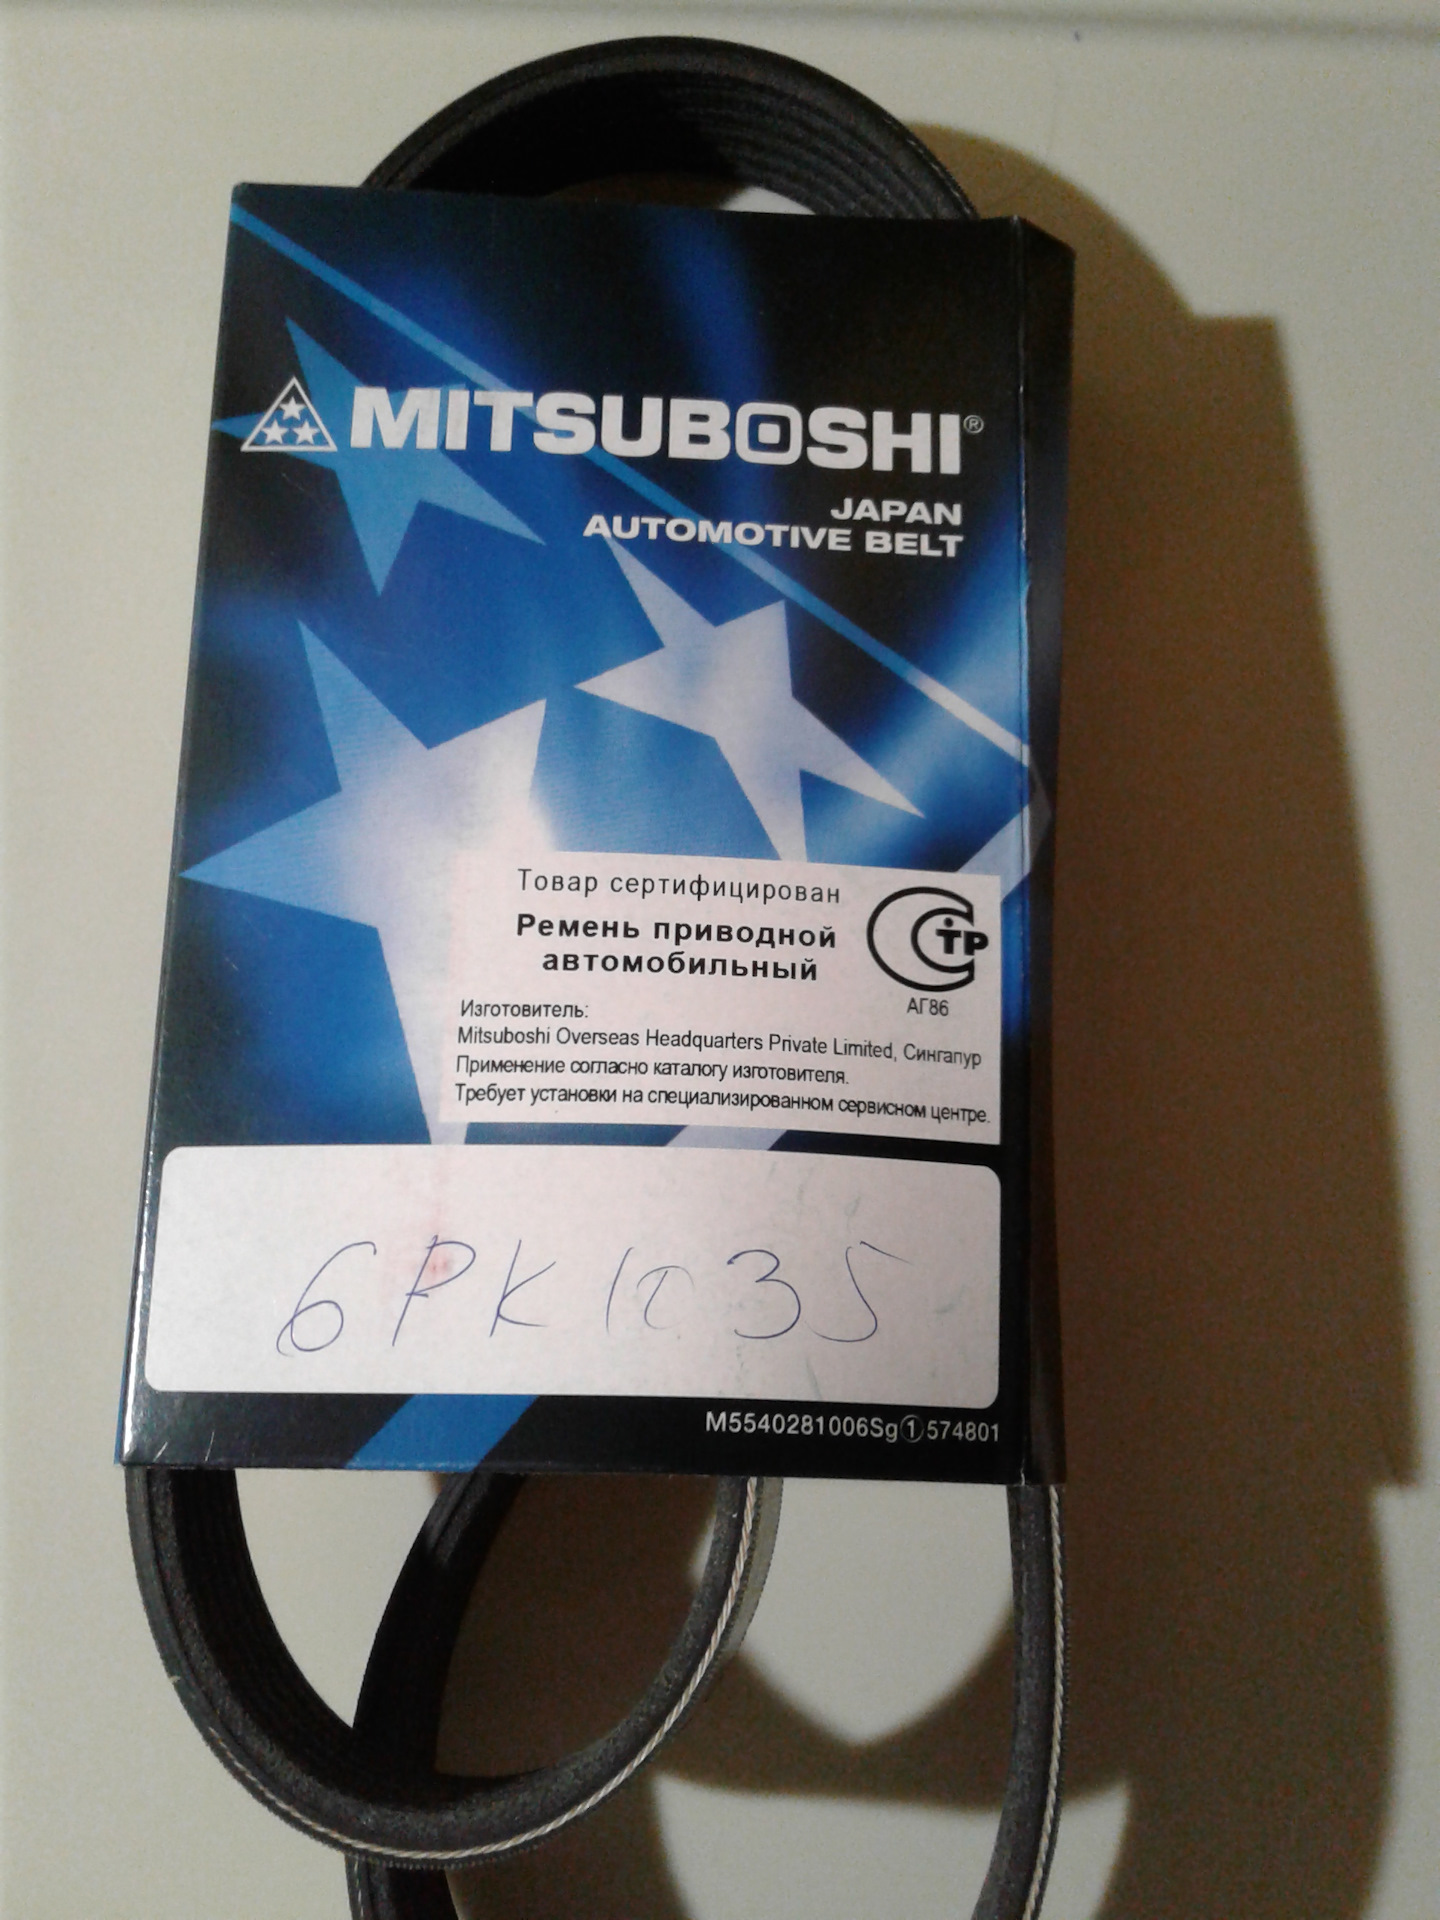 MITSUBOSHI®
JAPAN
AUTOMOTIVE BELT
Товар сертифицирован
Ремень приводной
автомобильный
СТР
АГ86
Изготовитель:
Mitsuboshi Overseas Headquarters Private Limited, Сингапур
Применение согласно каталогу изготовителя.
Требует установки на специализированном сервисном центре.
6PK1035
M5540281006Sg①574801